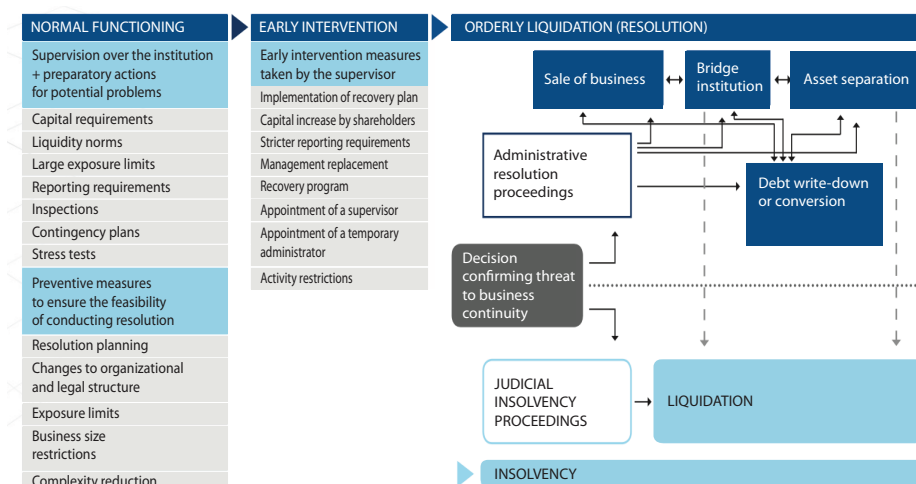 NORMAL FUNCTIONING
Supervision over the institution
+ preparatory actions
for potential problems
Capital requirements
Liquidity norms
Large exposure limits
Reporting requirements
Inspections
Contingency plans
Stress tests
Preventive measures
to ensure the feasibility
of conducting resolution
Resolution planning
Changes to organizational
and legal structure
Exposure limits
Business size
restrictions
Complexity reduction
EARLY INTERVENTION
Early intervention measures
taken by the supervisor
Implementation of recovery plan
Capital increase by shareholders
Stricter reporting requirements
Management replacement
Recovery program
Appointment of a supervisor
Appointment of a temporary
administrator
Activity restrictions
ORDERLY LIQUIDATION (RESOLUTION)
Sale of business
Bridge
institution
Asset separation
Administrative
resolution
proceedings
Debt write-down
or conversion
Decision
confirming threat
to business
continuity
JUDICIAL
INSOLVENCY
PROCEEDINGS
LIQUIDATION
INSOLVENCY